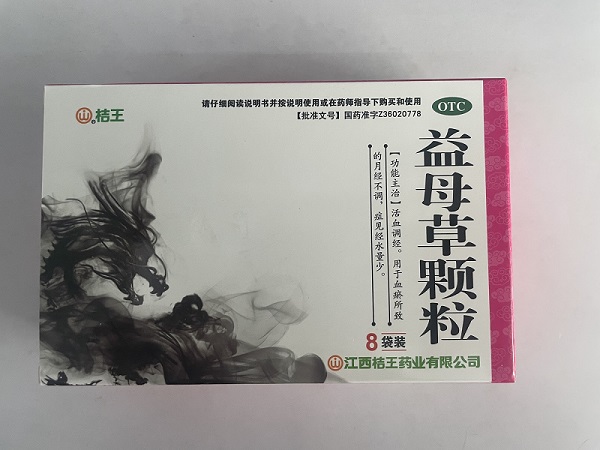 桔王
请仔细阅读说明书并按说明使用或在药师指导下购买和使用
【批准文号】国药准字Z36020778
OTC
益母草颗粒
【功能主治】活血调经。用于血瘀所致
的月经不调，症见经水量少。
8袋装
江西桔王药业有限公司